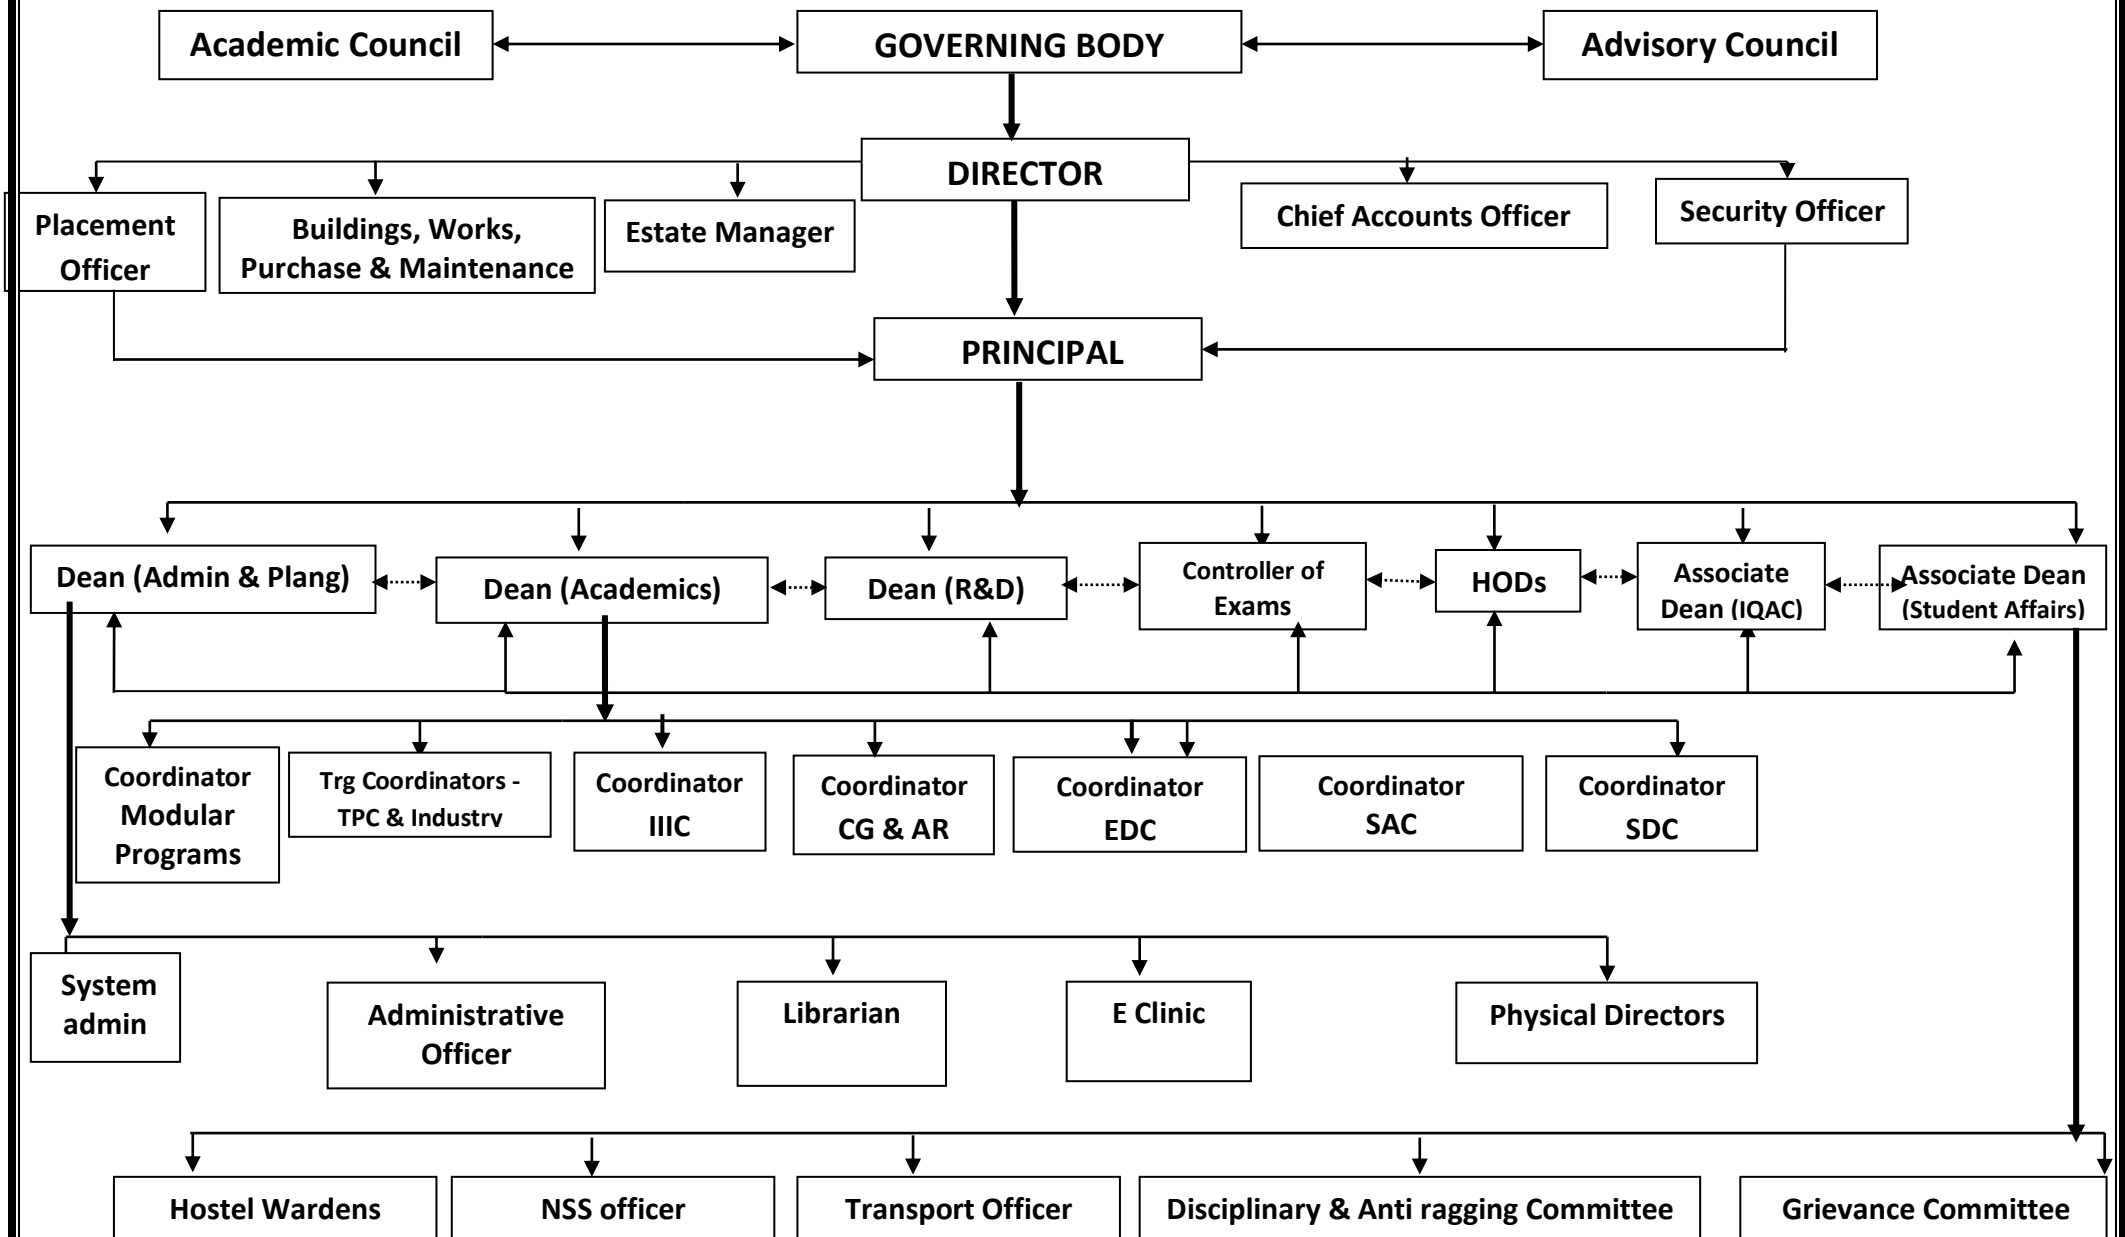 Academic Council
GOVERNING BODY
Advisory Council
DIRECTOR
Placement
Officer
Buildings, Works,
Purchase & Maintenance
Estate Manager
Chief Accounts Officer
Security Officer
PRINCIPAL
Dean (Admin & Plang)
Dean (Academics)
Dean (R&D)
Controller of
Exams
HODs
Associate
Dean (IQAC)
Associate Dean
(Student Affairs)
Coordinator
Modular
Programs
Trg Coordinators -
TPC & Industry
Coordinator
IIIC
Coordinator
CG & AR
Coordinator
EDC
Coordinator
SAC
Coordinator
SDC
System
admin
Administrative
Officer
Librarian
E Clinic
Physical Directors
Hostel Wardens
NSS officer
Transport Officer
Disciplinary & Anti ragging Committee
Grievance Committee